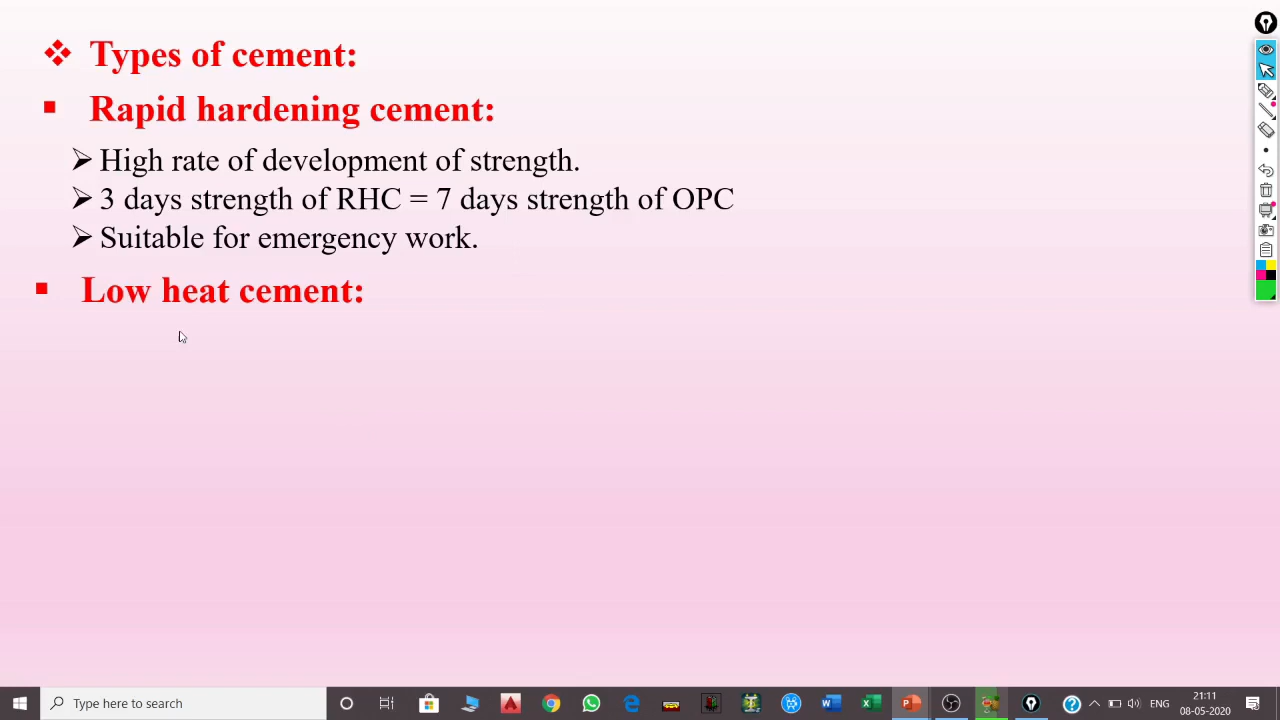 ❖ Types of cement:
▪ Rapid hardening cement:
➢ High rate of development of strength.
➢ 3 days strength of RHC = 7 days strength of OPC
➢ Suitable for emergency work.
▪ Low heat cement:
Type here to search
ENG
21:11
08-05-2020